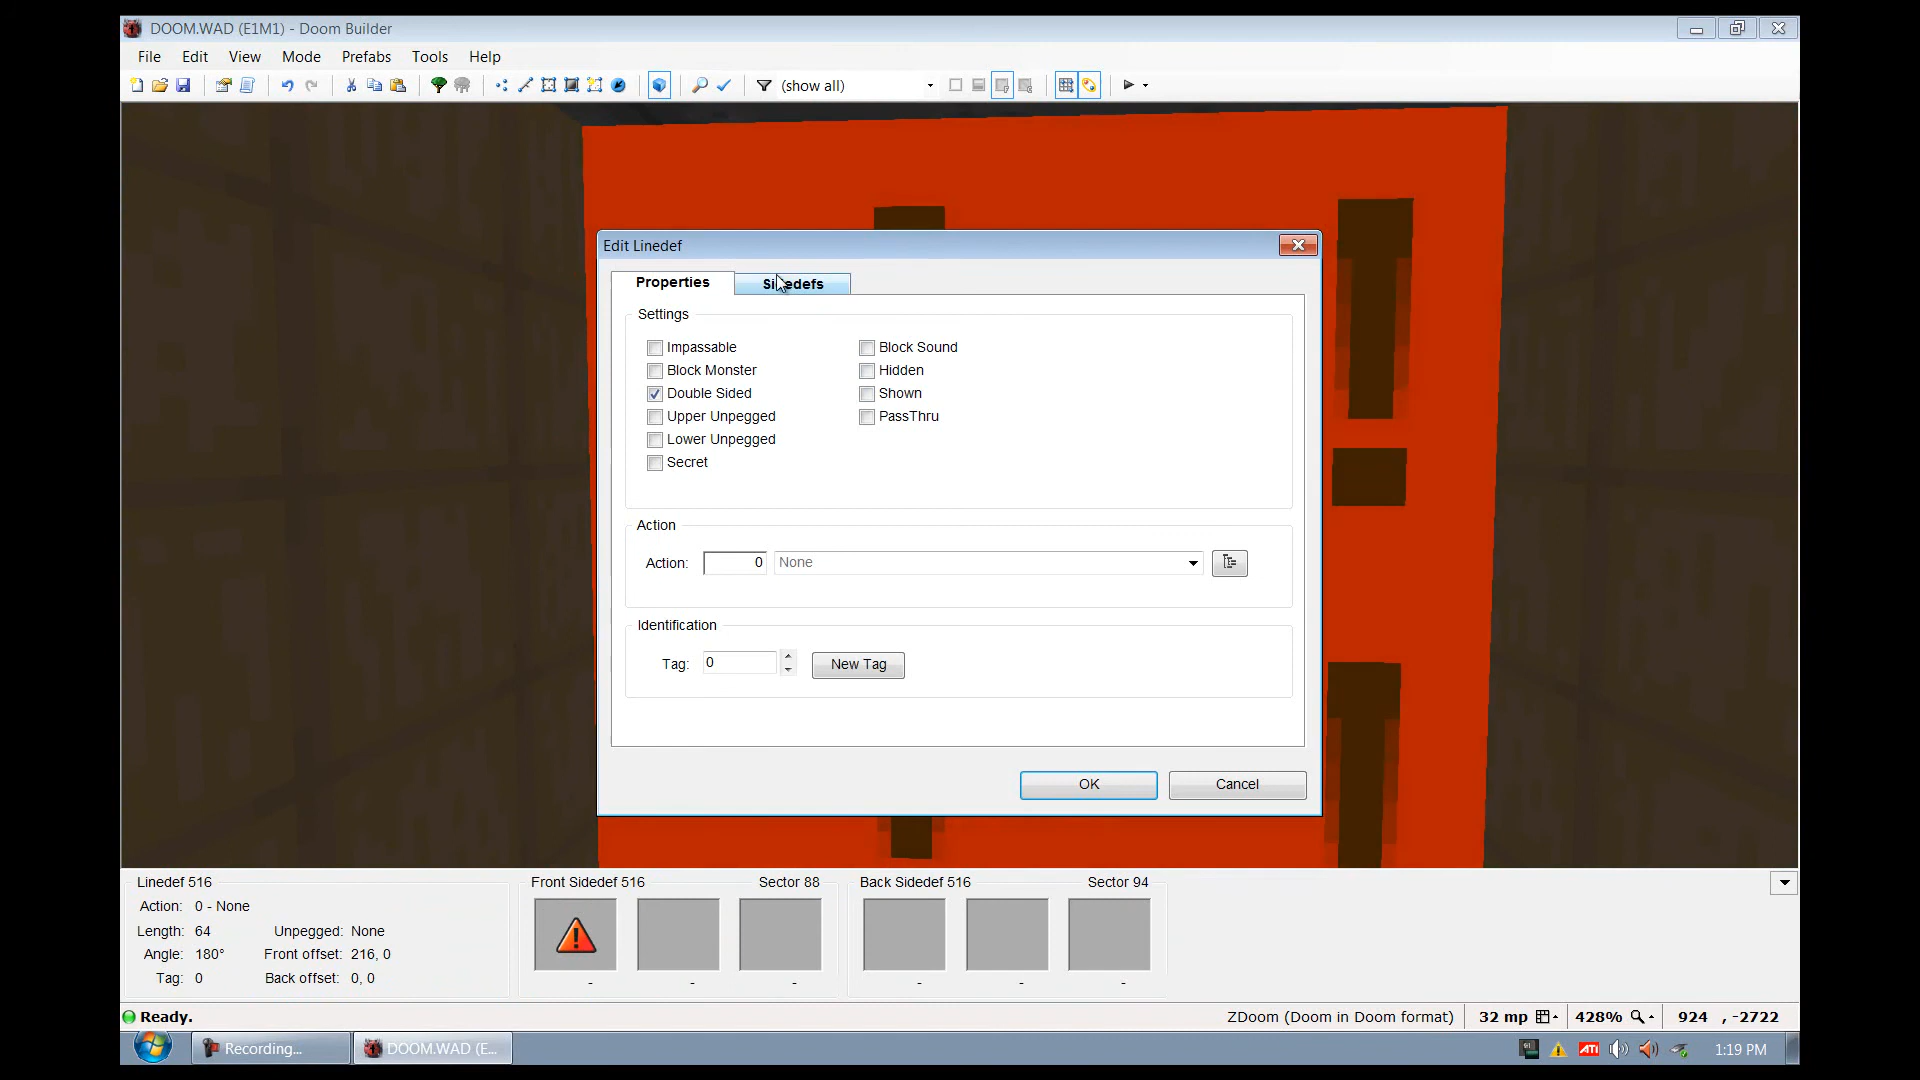 DOOM.WAD (E1M1) - Doom Builder
File Edit View Mode Prefabs Tools Help
(show all)
Edit Linedef
Properties Sidedefs
Settings
Impassable Block Sound
Block Monster Hidden
Double Sided Shown
Upper Unpegged PassThru
Lower Unpegged
Secret
Action
Action: 0 None
Identification
Tag: 0 New Tag
OK Cancel
Linedef 516 Front Sidedef 516 Sector 88 Back Sidedef 516 Sector 94
Action: 0 - None
Length: 64 Unpegged: None
Angle: 180° Front offset: 216, 0
Tag: 0 Back offset: 0, 0
- - - - - -
Ready. ZDoom (Doom in Doom format) 32 mp 428% 924 , -2722
Recording... DOOM.WAD (E... ATI 1:19 PM